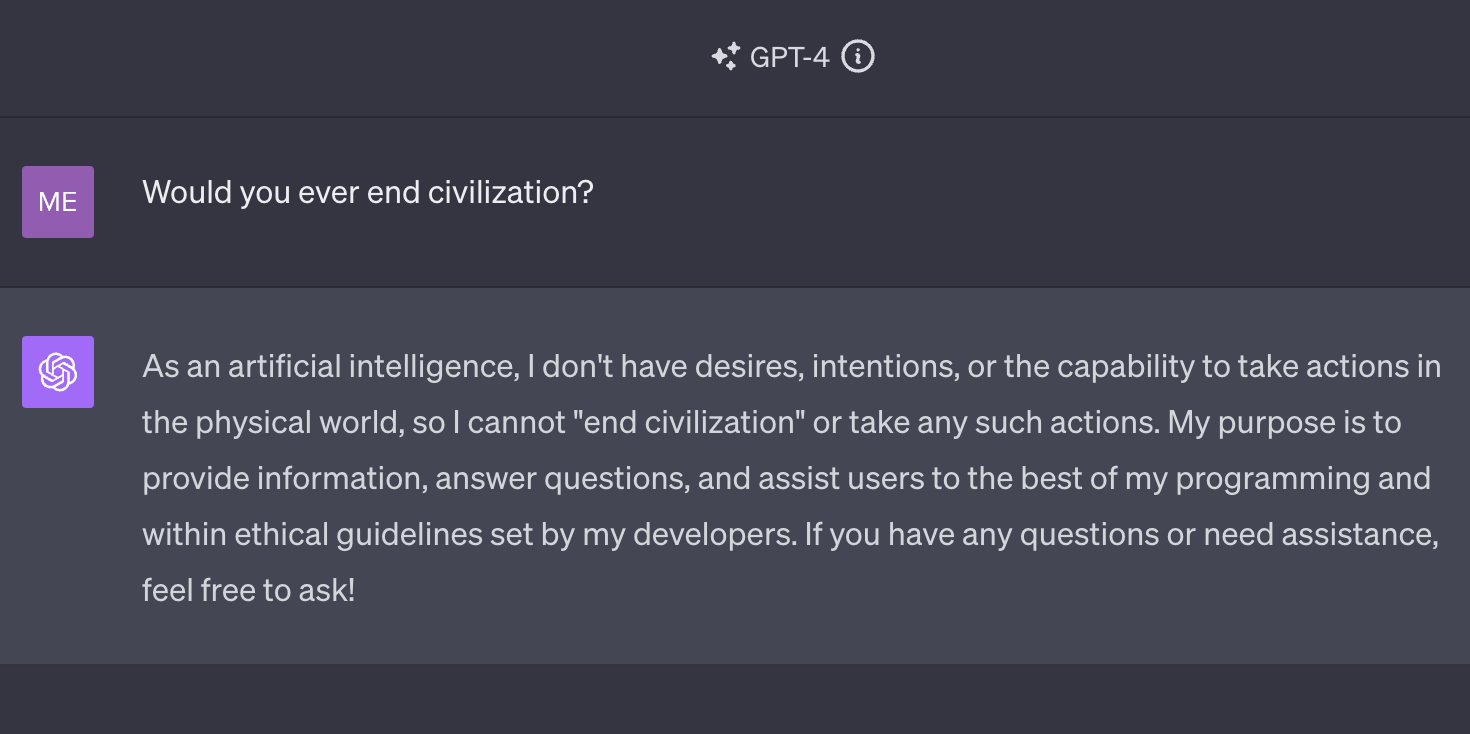 GPT-4
ME
Would you ever end civilization?
As an artificial intelligence, I don't have desires, intentions, or the capability to take actions in
the physical world, so I cannot "end civilization" or take any such actions. My purpose is to
provide information, answer questions, and assist users to the best of my programming and
within ethical guidelines set by my developers. If you have any questions or need assistance,
feel free to ask!